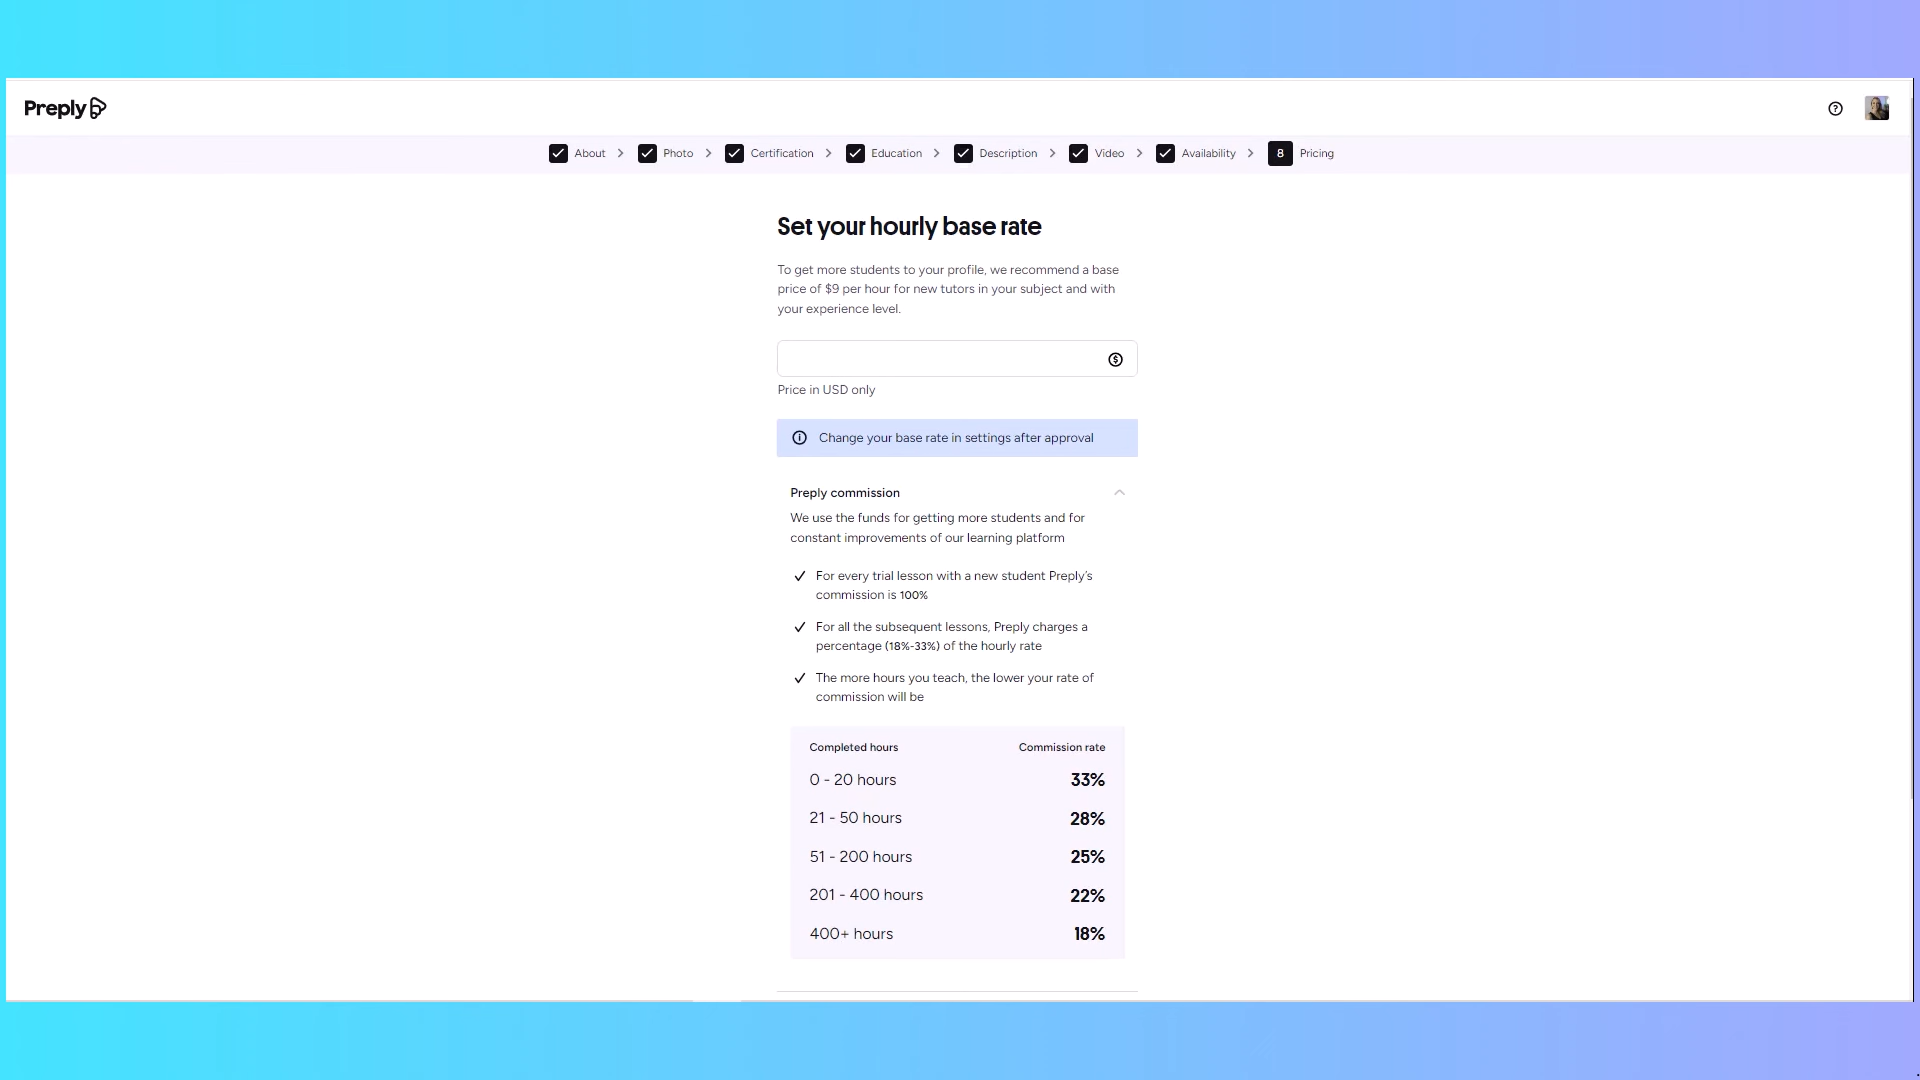 Preply
About
Photo
Certification
Education
Description
Video
Availability
8 Pricing
Set your hourly base rate
To get more students to your profile, we recommend a base
price of $9 per hour for new tutors in your subject and with
your experience level.
Price in USD only
Change your base rate in settings after approval
Preply commission
We use the funds for getting more students and for
constant improvements of our learning platform
For every trial lesson with a new student Preply's
commission is 100%
For all the subsequent lessons, Preply charges a
percentage (18%-33%) of the hourly rate
The more hours you teach, the lower your rate of
commission will be
Completed hours Commission rate
0 - 20 hours 33%
21 - 50 hours 28%
51 - 200 hours 25%
201 - 400 hours 22%
400+ hours 18%